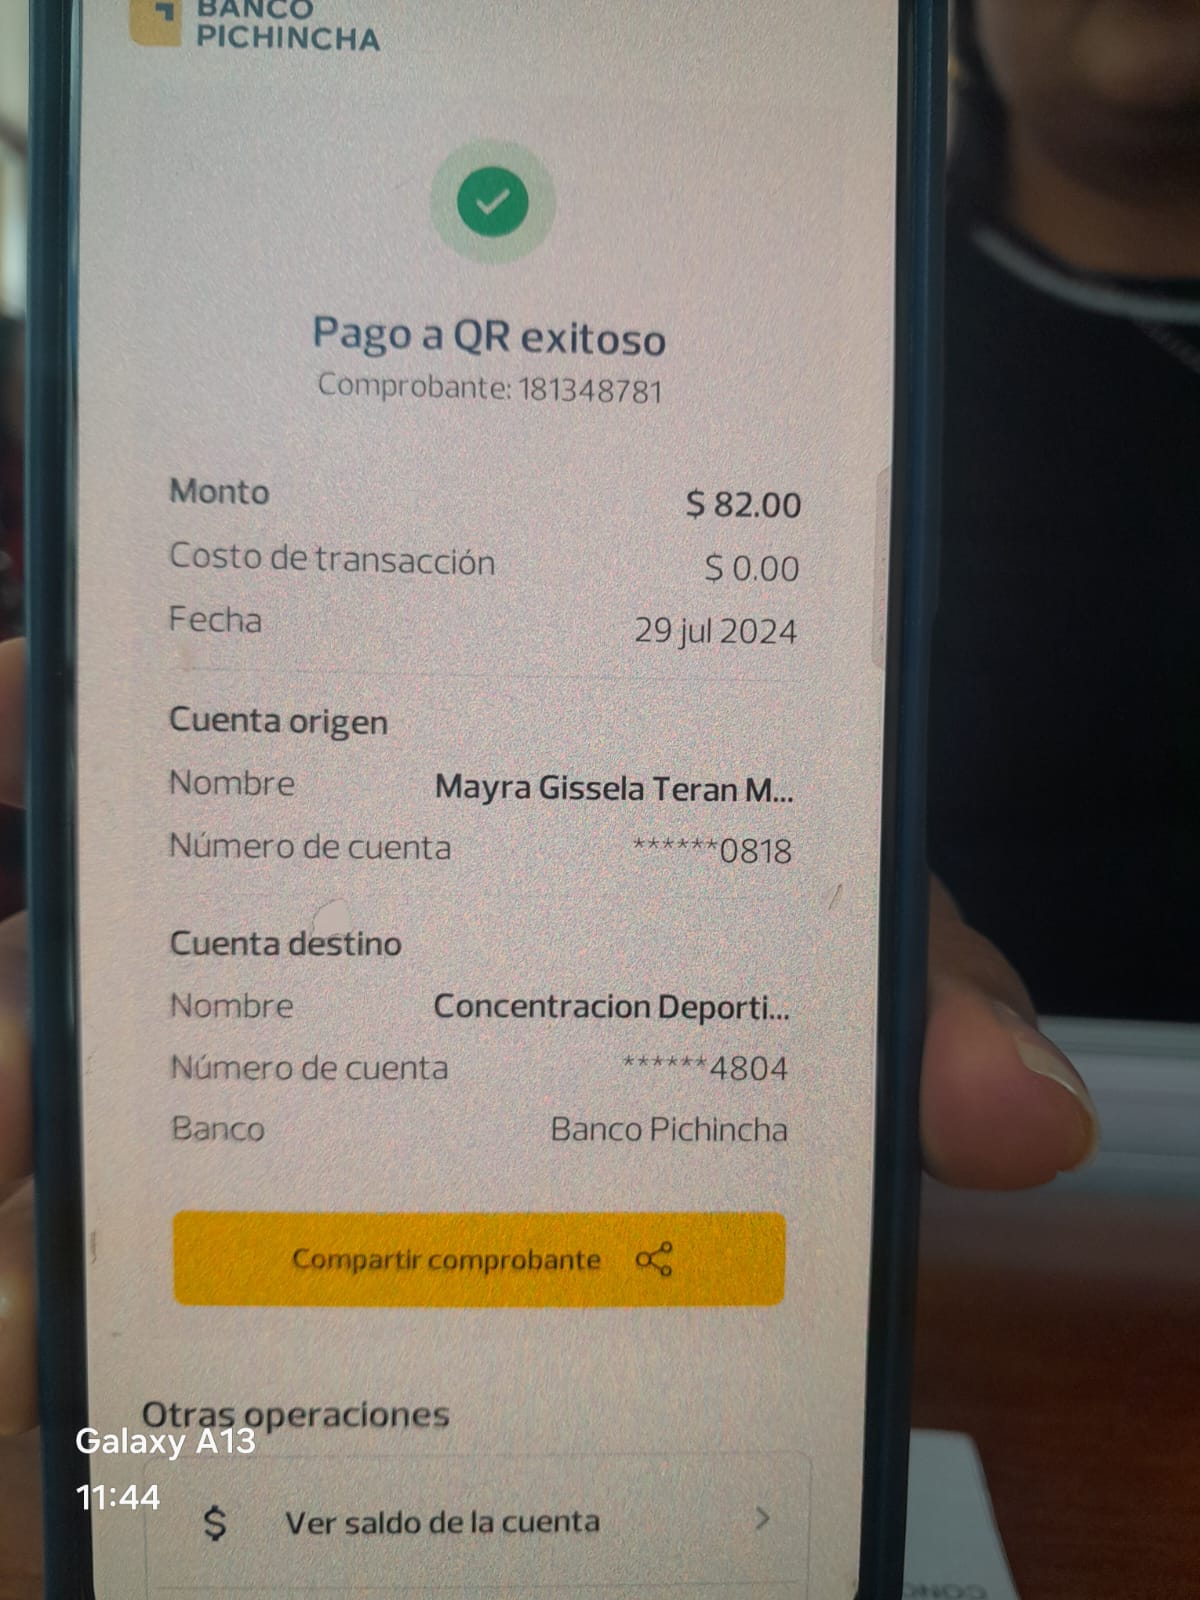 BANCO
PICHINCHA
Pago a QR exitoso
Comprobante: 181348781
Monto $ 82.00
Costo de transacción $ 0.00
Fecha 29 jul 2024
Cuenta origen
Nombre Mayra Gissela Teran M...
Número de cuenta ******0818
Cuenta destino
Nombre Concentracion Deporti...
Número de cuenta ******4804
Banco Banco Pichincha
Compartir comprobante
Otras operaciones
Galaxy A13
11:44
$ Ver saldo de la cuenta >